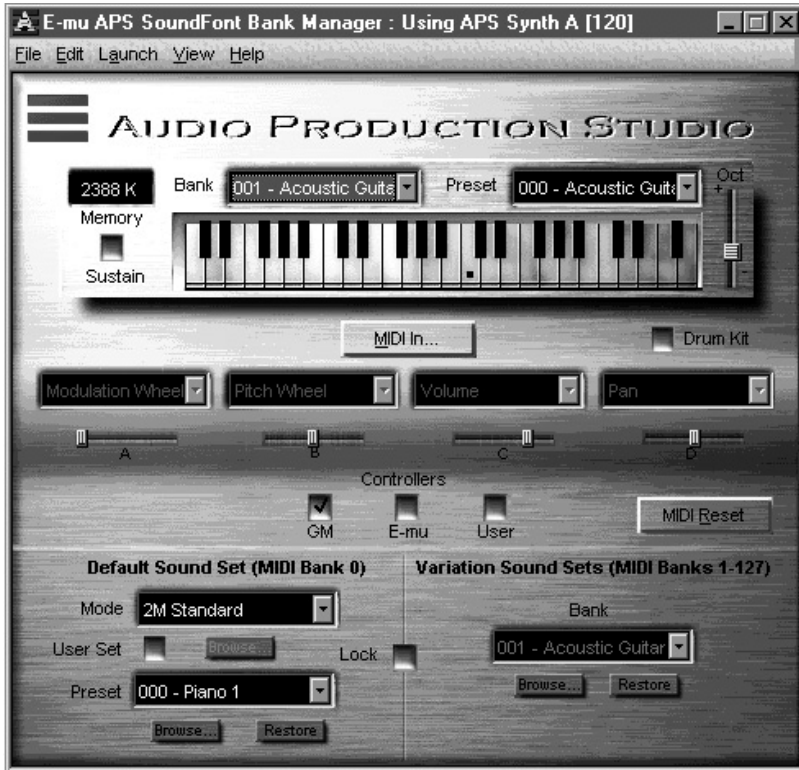 E-mu APS SoundFont Bank Manager : Using APS Synth A [120]
File Edit Launch View Help
AUDIO PRODUCTION STUDIO
2388 K Bank 001 - Acoustic Guita Preset 000 - Acoustic Guita Oct
+
Memory
Sustain
-
MIDI In... Drum Kit
Modulation Wheel Pitch Wheel Volume Pan
A B C D
Controllers
GM E-mu User MIDI Reset
Default Sound Set (MIDI Bank 0) Variation Sound Sets (MIDI Banks 1-127)
Mode 2M Standard Bank
User Set Browse... Lock 001 - Acoustic Guitar
Preset 000 - Piano 1 Browse... Restore
Browse... Restore